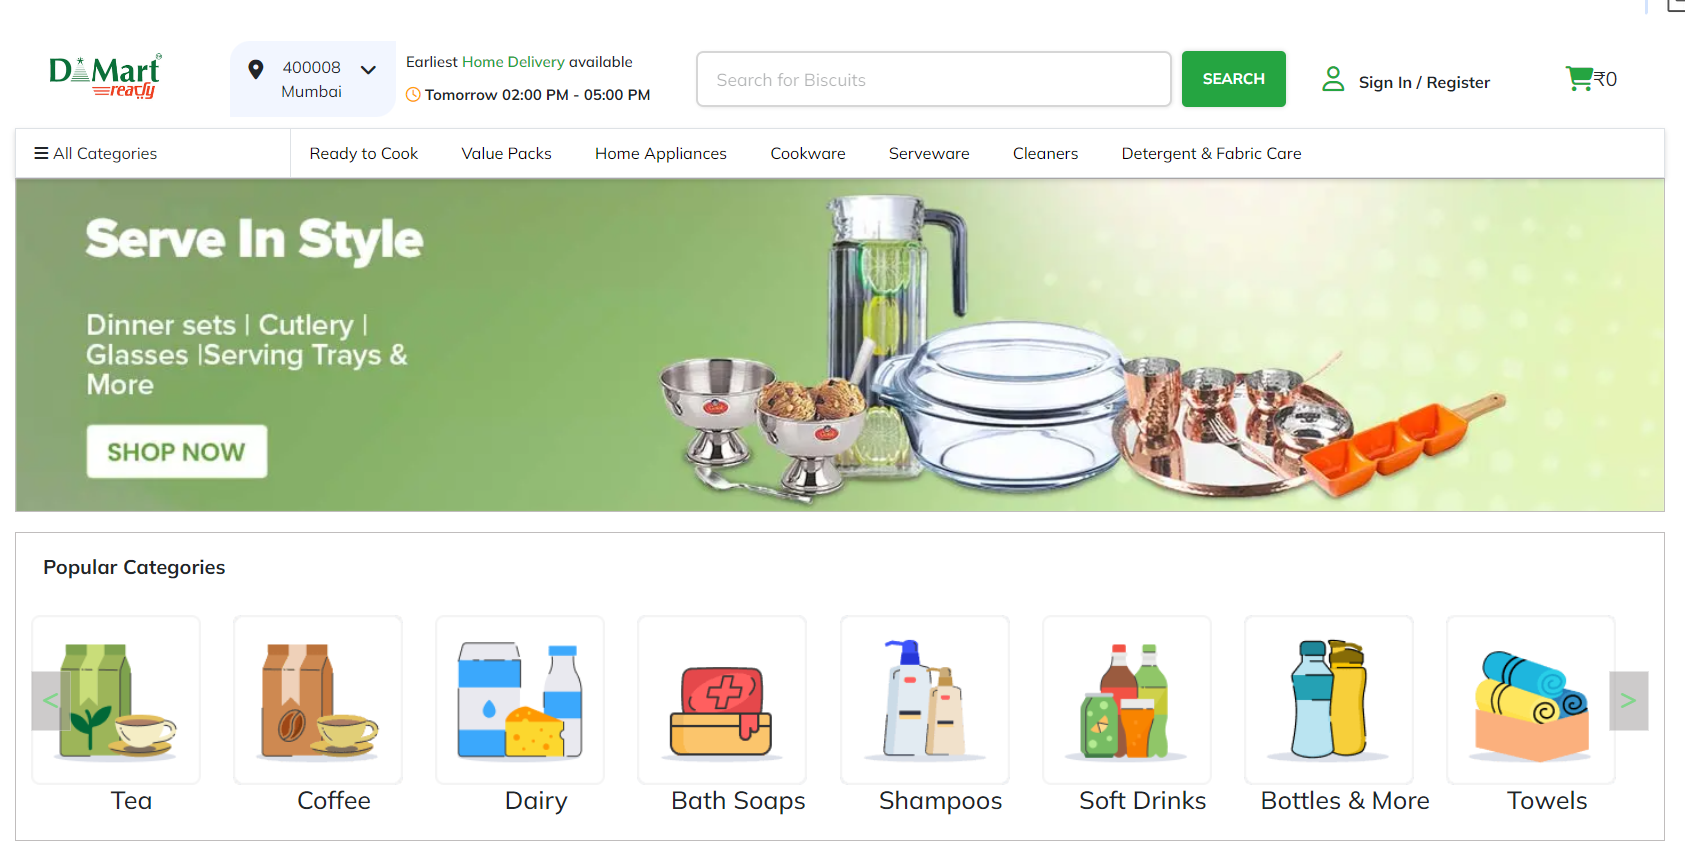 D Mart
ready
400008
Mumbai
Earliest Home Delivery available
Tomorrow 02:00 PM - 05:00 PM
Search for Biscuits
SEARCH
Sign In / Register
₹0
All Categories
Ready to Cook
Value Packs
Home Appliances
Cookware
Serveware
Cleaners
Detergent & Fabric Care
Serve In Style
Dinner sets | Cutlery |
Glasses |Serving Trays &
More
SHOP NOW
Popular Categories
<
>
Tea
Coffee
Dairy
Bath Soaps
Shampoos
Soft Drinks
Bottles & More
Towels